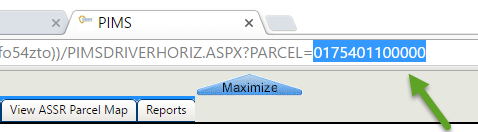 PIMS
fo54zto))/PIMSDRIVERHORIZ.ASPX?PARCEL=0175401100000
Maximize
View ASSR Parcel Map Reports